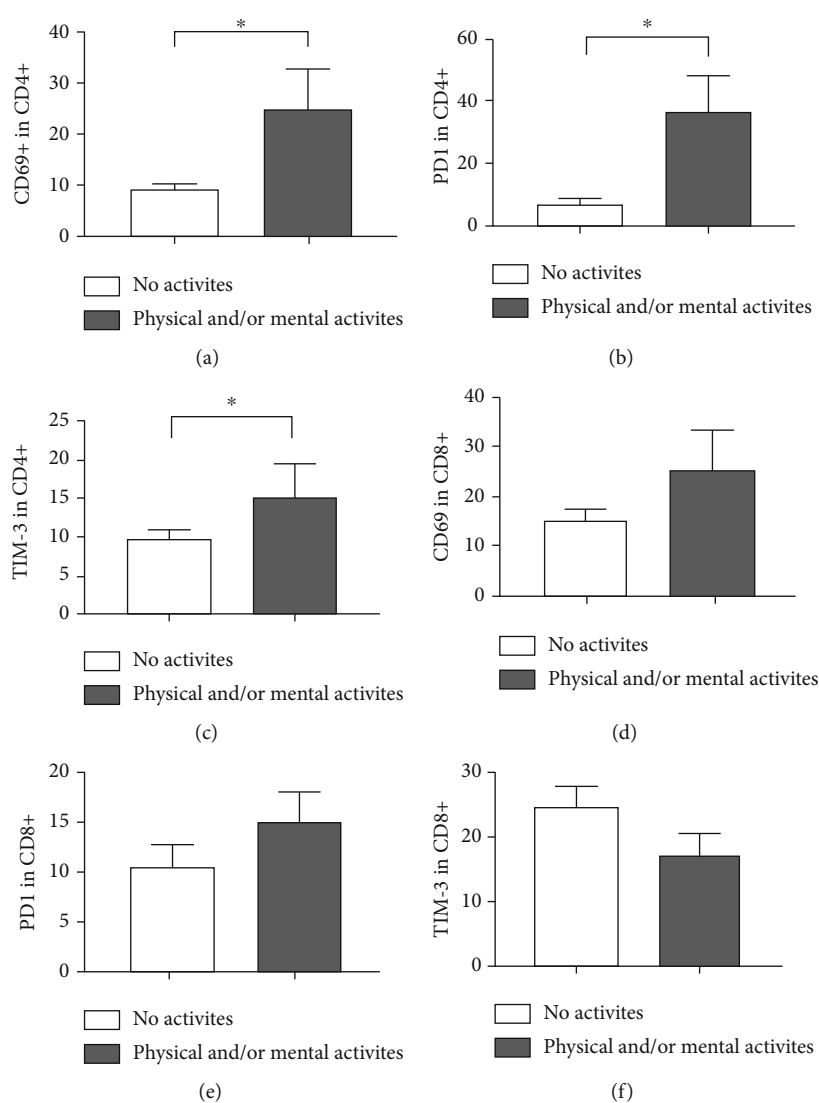 *
40
30
20
10
0
CD69+ in CD4+
No activites
Physical and/or mental activites
(a)
*
60
40
20
0
PD1 in CD4+
No activites
Physical and/or mental activites
(b)
*
25
20
15
10
5
0
TIM-3 in CD4+
No activites
Physical and/or mental activites
(c)
40
30
20
10
0
CD69 in CD8+
No activites
Physical and/or mental activites
(d)
20
15
10
5
0
PD1 in CD8+
No activites
Physical and/or mental activites
(e)
30
20
10
0
TIM-3 in CD8+
No activites
Physical and/or mental activites
(f)